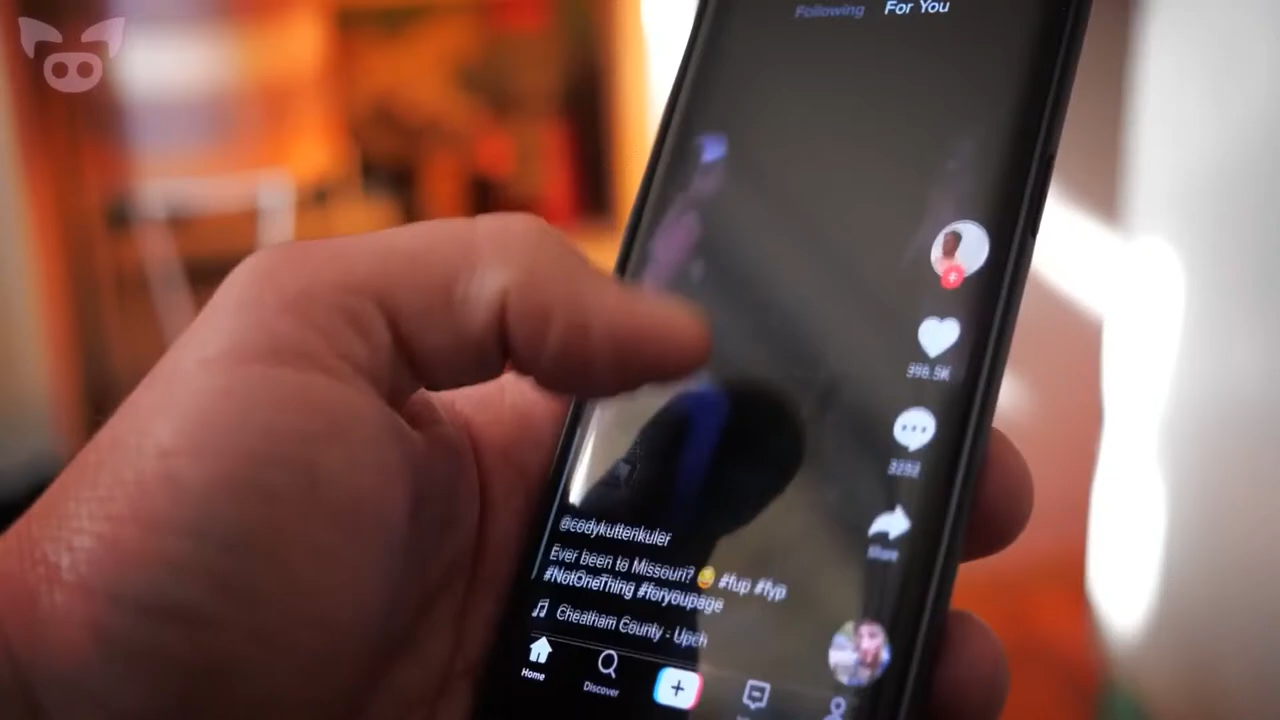 Following For You
396.5K
3292
Share
@codykuttenkuler
Ever been to Missouri? 😂 #fup #fyp
#NotOneThing #foryoupage
Cheatham County - Upch
Home
Discover